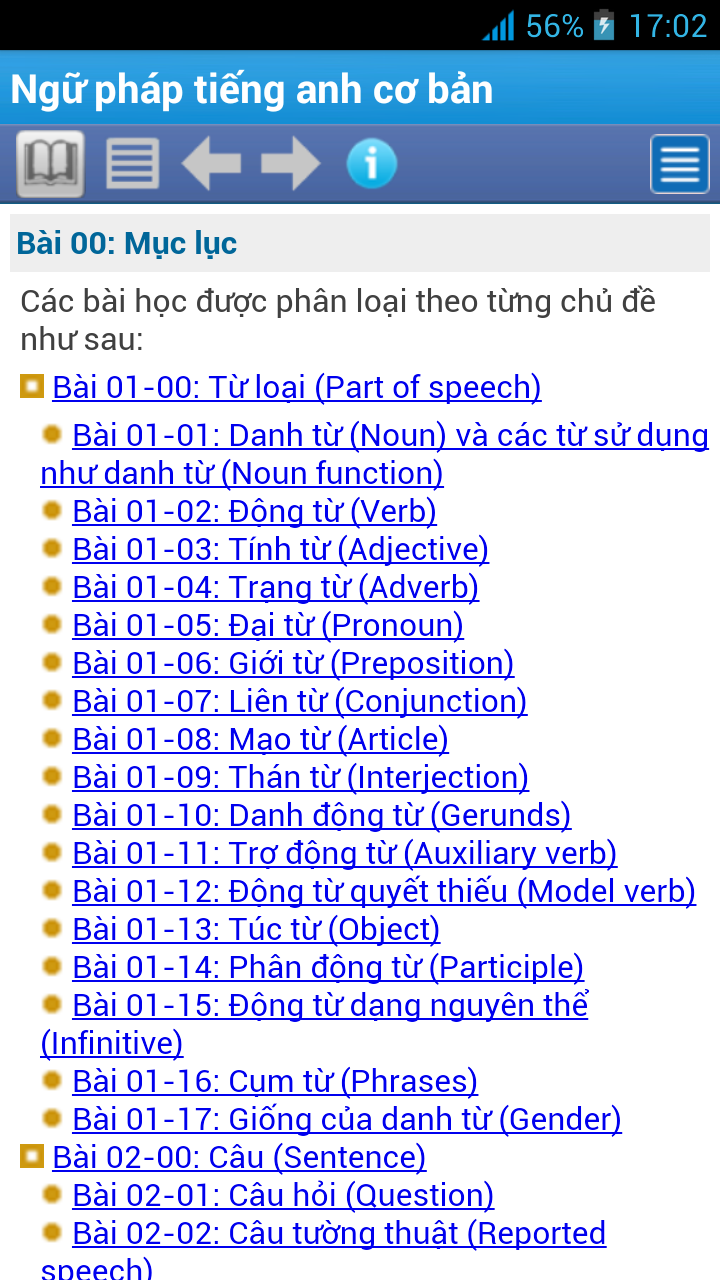 56% 17:02
Ngữ pháp tiếng anh cơ bản
Bài 00: Mục lục
Các bài học được phân loại theo từng chủ đề
như sau:
Bài 01-00: Từ loại (Part of speech)
Bài 01-01: Danh từ (Noun) và các từ sử dụng
như danh từ (Noun function)
Bài 01-02: Động từ (Verb)
Bài 01-03: Tính từ (Adjective)
Bài 01-04: Trạng từ (Adverb)
Bài 01-05: Đại từ (Pronoun)
Bài 01-06: Giới từ (Preposition)
Bài 01-07: Liên từ (Conjunction)
Bài 01-08: Mạo từ (Article)
Bài 01-09: Thán từ (Interjection)
Bài 01-10: Danh động từ (Gerunds)
Bài 01-11: Trợ động từ (Auxiliary verb)
Bài 01-12: Động từ quyết thiếu (Model verb)
Bài 01-13: Túc từ (Object)
Bài 01-14: Phân động từ (Participle)
Bài 01-15: Động từ dạng nguyên thể
(Infinitive)
Bài 01-16: Cụm từ (Phrases)
Bài 01-17: Giống của danh từ (Gender)
Bài 02-00: Câu (Sentence)
Bài 02-01: Câu hỏi (Question)
Bài 02-02: Câu tường thuật (Reported
speech)